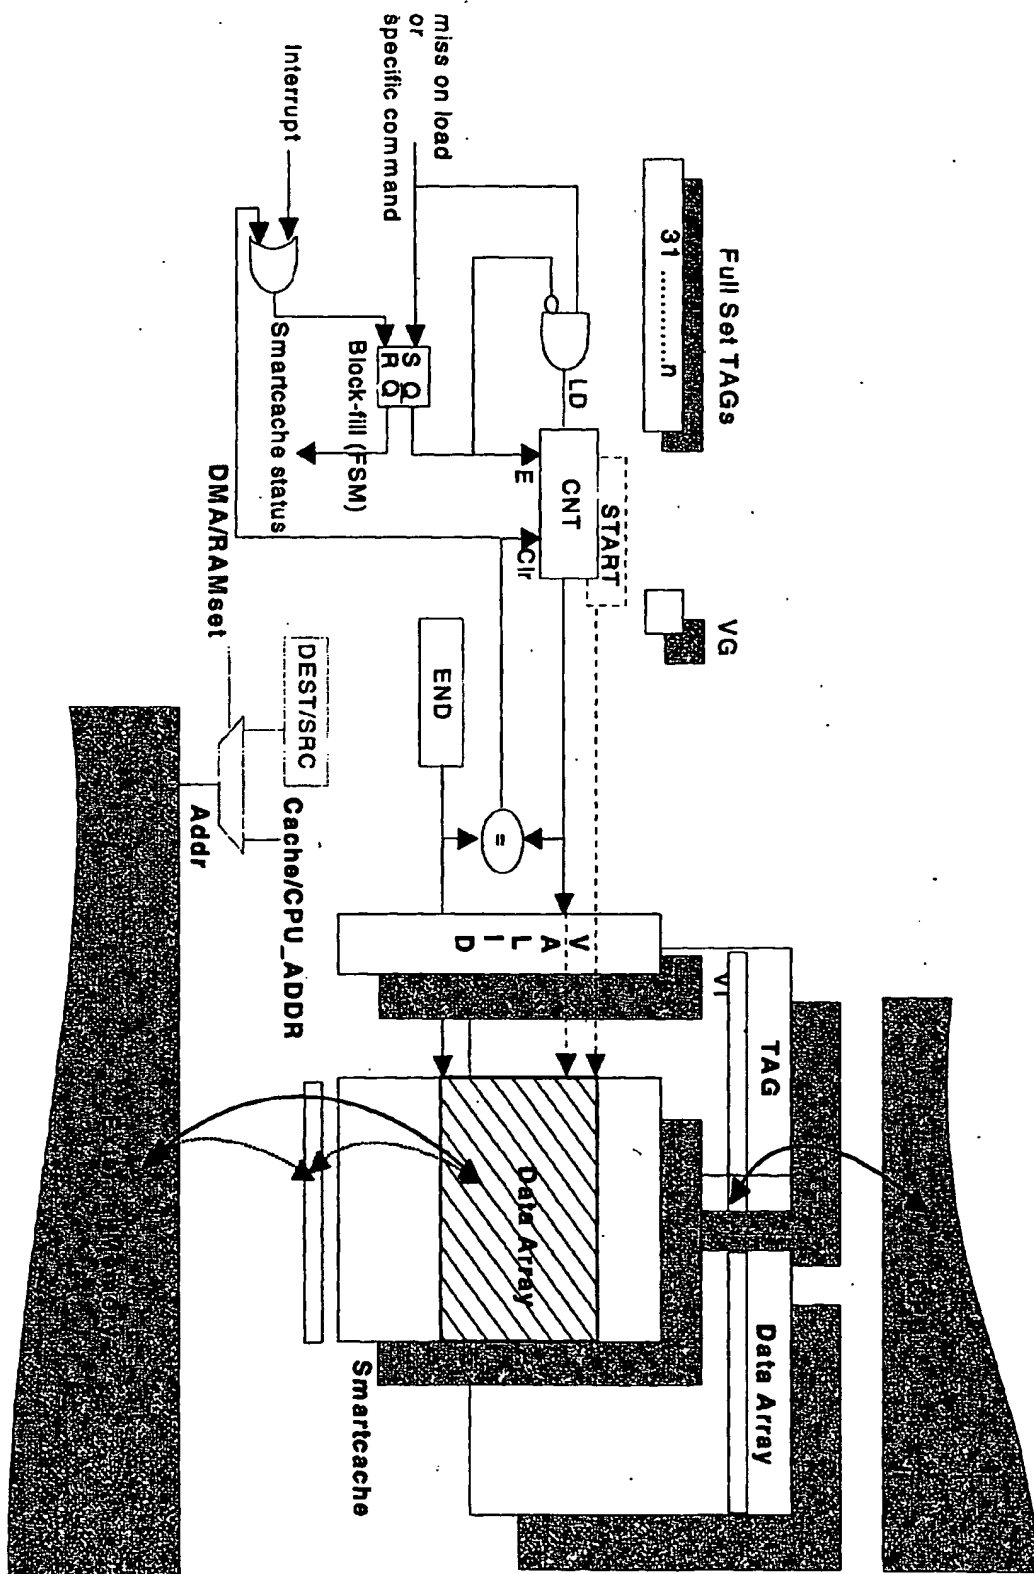 Full Set TAGs
31 ............n
VG
miss on load
or
specific command
Interrupt
LD
CNT
START
E
Clr
S Q
R Q
Block-fill (FSM)
Smartcache status
DMA/RAMset
END
=
DEST/SRC
Cache/CPU_ADDR
Addr
VALID
VI
TAG
Data Array
Data Array
Smartcache